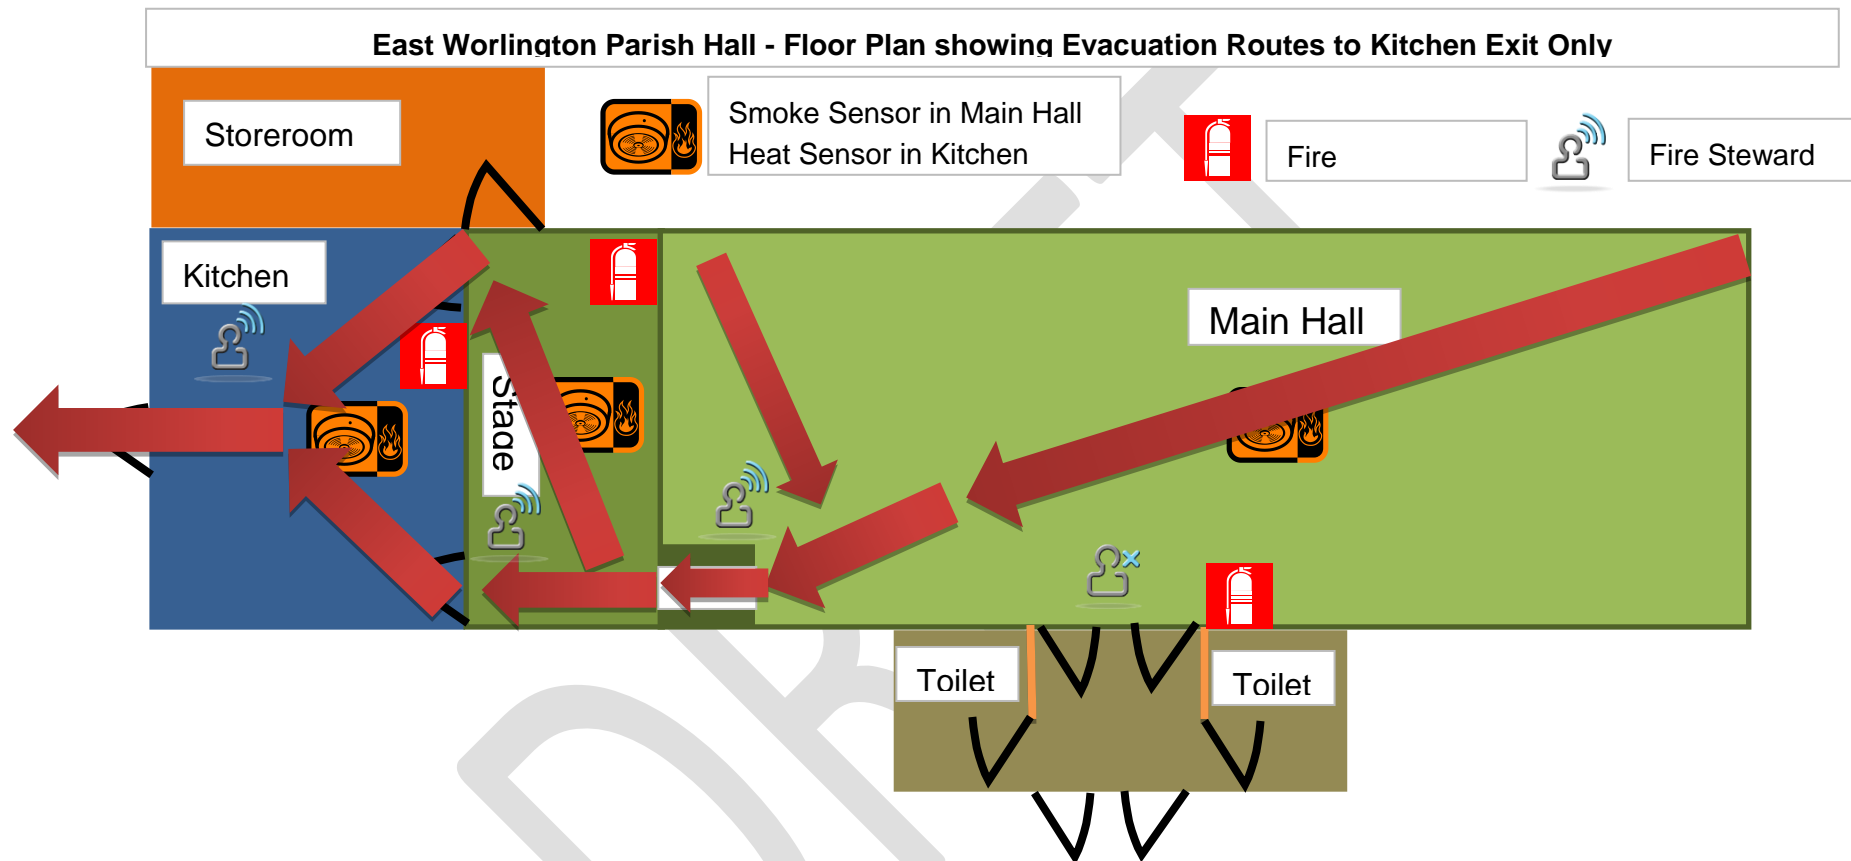 East Worlington Parish Hall - Floor Plan showing Evacuation Routes to Kitchen Exit Only
Storeroom
Smoke Sensor in Main Hall
Heat Sensor in Kitchen
Fire
Fire Steward
Kitchen
Main Hall
Stage
Toilet
Toilet
DRAFT